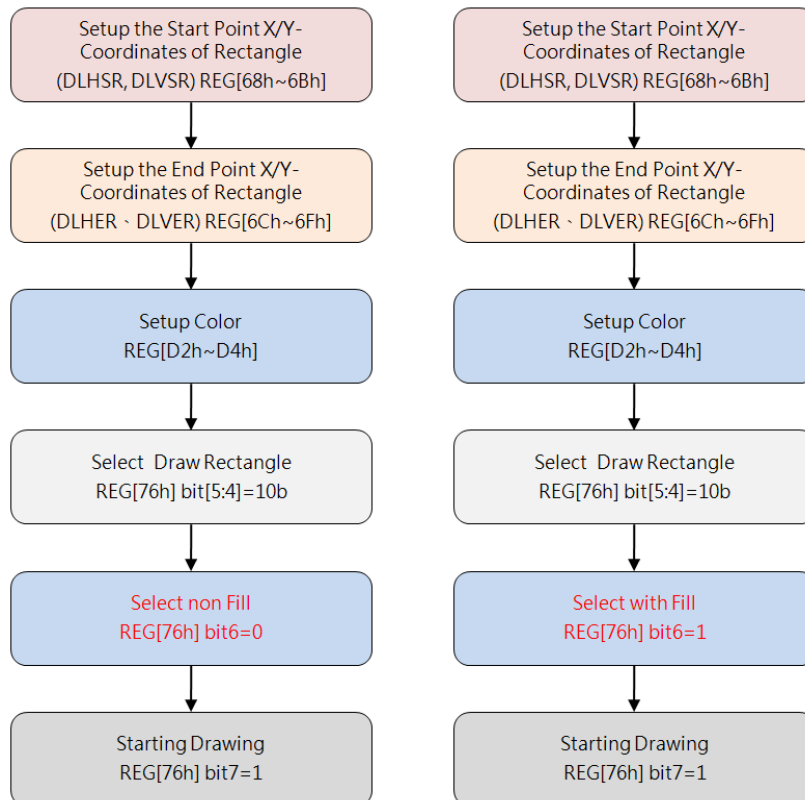 Setup the Start Point X/Y-
Coordinates of Rectangle
(DLHSR, DLVSR) REG[68h~6Bh]
Setup the End Point X/Y-
Coordinates of Rectangle
(DLHER、DLVER) REG[6Ch~6Fh]
Setup Color
REG[D2h~D4h]
Select Draw Rectangle
REG[76h] bit[5:4]=10b
Select non Fill
REG[76h] bit6=0
Starting Drawing
REG[76h] bit7=1
Setup the Start Point X/Y-
Coordinates of Rectangle
(DLHSR, DLVSR) REG[68h~6Bh]
Setup the End Point X/Y-
Coordinates of Rectangle
(DLHER、DLVER) REG[6Ch~6Fh]
Setup Color
REG[D2h~D4h]
Select Draw Rectangle
REG[76h] bit[5:4]=10b
Select with Fill
REG[76h] bit6=1
Starting Drawing
REG[76h] bit7=1